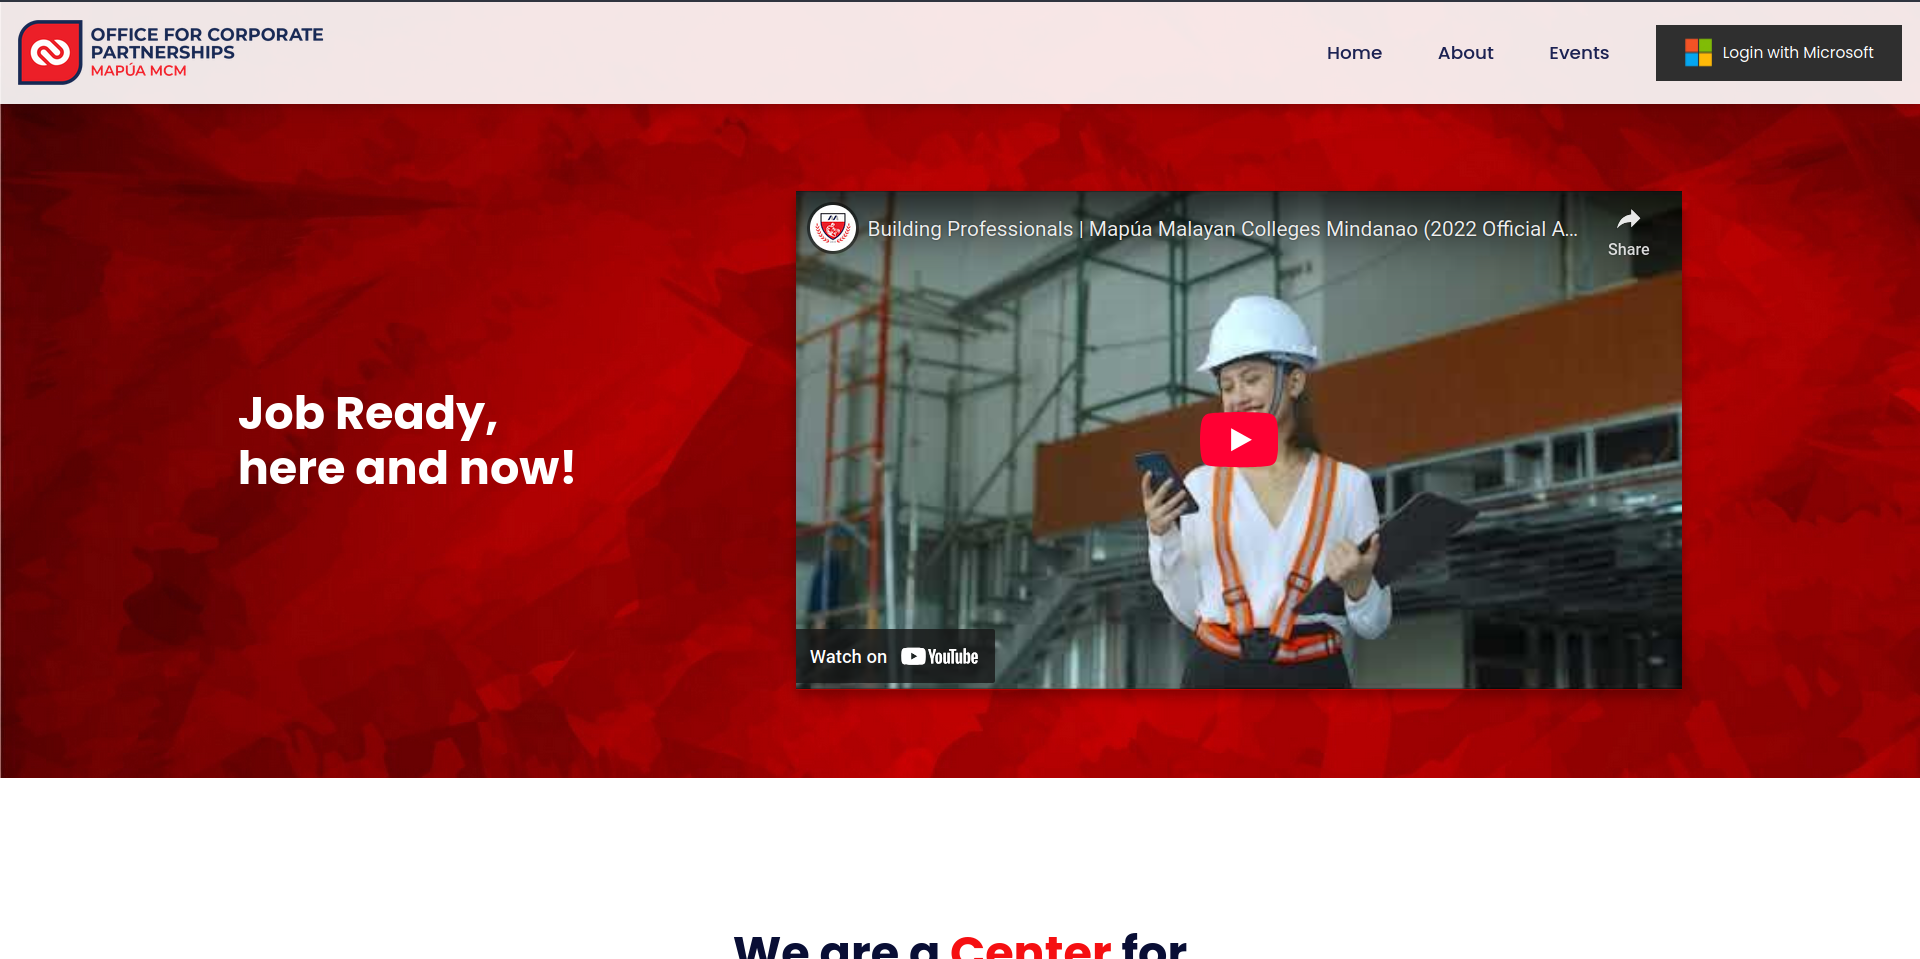 OFFICE FOR CORPORATE
PARTNERSHIPS
MAPÚA MCM
Home
About
Events
Login with Microsoft
Building Professionals | Mapúa Malayan Colleges Mindanao (2022 Official A...
Share
Job Ready,
here and now!
Watch on YouTube
We are a Center for